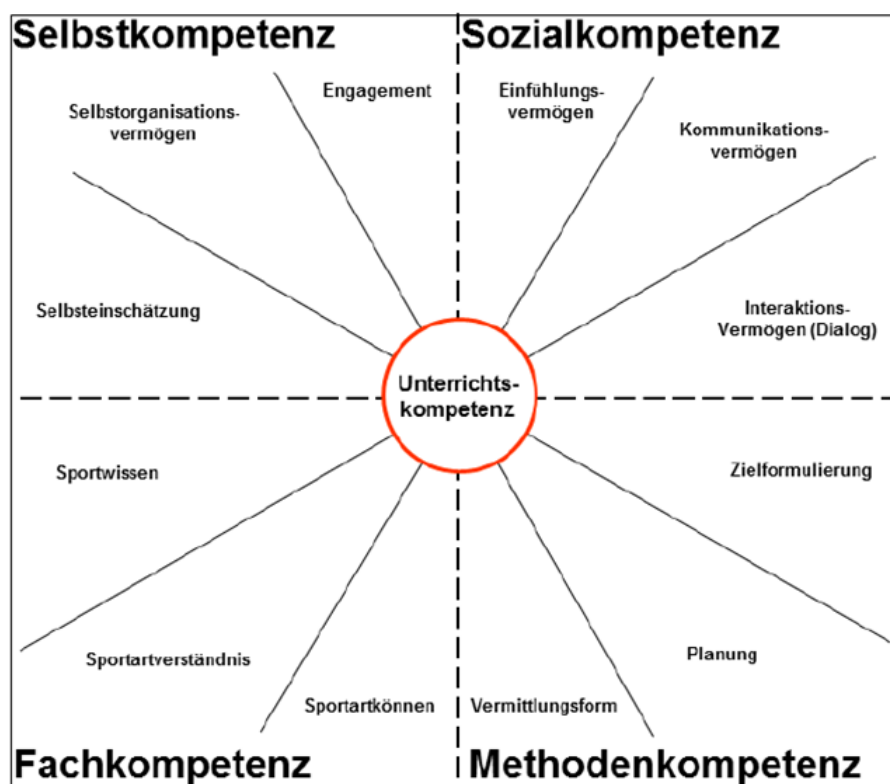 Selbstkompetenz
Sozialkompetenz
Engagement
Einfühlungs-
vermögen
Selbstorganisations-
vermögen
Kommunikations-
vermögen
Selbsteinschätzung
Interaktions-
Vermögen (Dialog)
Unterrichts-
kompetenz
Sportwissen
Zielformulierung
Sportartverständnis
Planung
Sportartkönnen
Vermittlungsform
Fachkompetenz
Methodenkompetenz